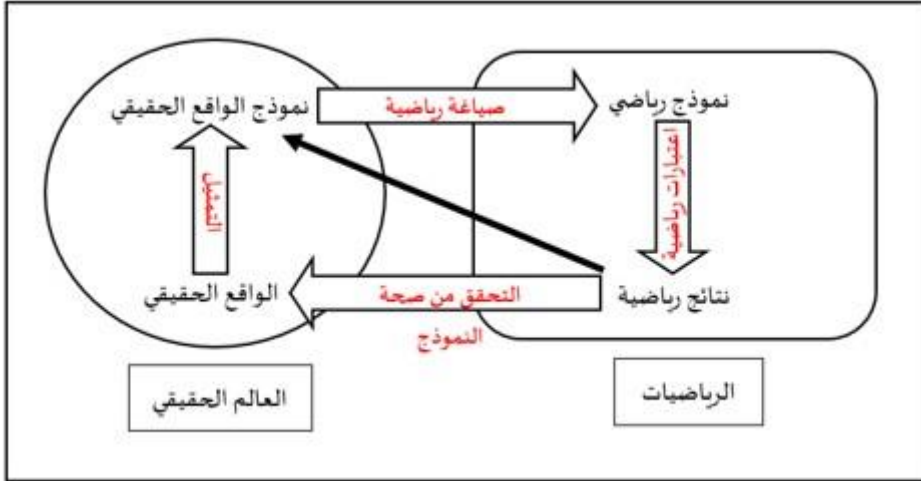 نموذج رياضي
صياغة رياضية
نموذج الواقع الحقيقي
اعتبارات رياضية
التمثيل
نتائج رياضية
التحقق من صحة
النموذج
الواقع الحقيقي
الرياضيات
العالم الحقيقي